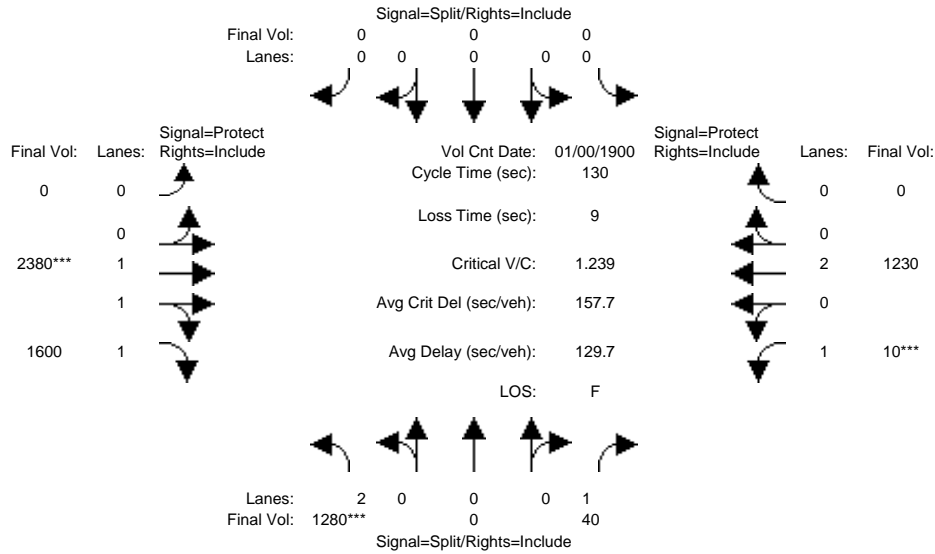 Signal=Split/Rights=Include
Final Vol: 0 0 0
Lanes: 0 0 0 0 0
Signal=Protect Signal=Protect
Final Vol: Lanes: Rights=Include Vol Cnt Date: 01/00/1900 Rights=Include Lanes: Final Vol:
Cycle Time (sec): 130
0 0 0 0
Loss Time (sec): 9
0 0
2380*** 1 Critical V/C: 1.239 2 1230
1 Avg Crit Del (sec/veh): 157.7 0
1600 1 Avg Delay (sec/veh): 129.7 1 10***
LOS: F
Lanes: 2 0 0 0 1
Final Vol: 1280*** 0 40
Signal=Split/Rights=Include